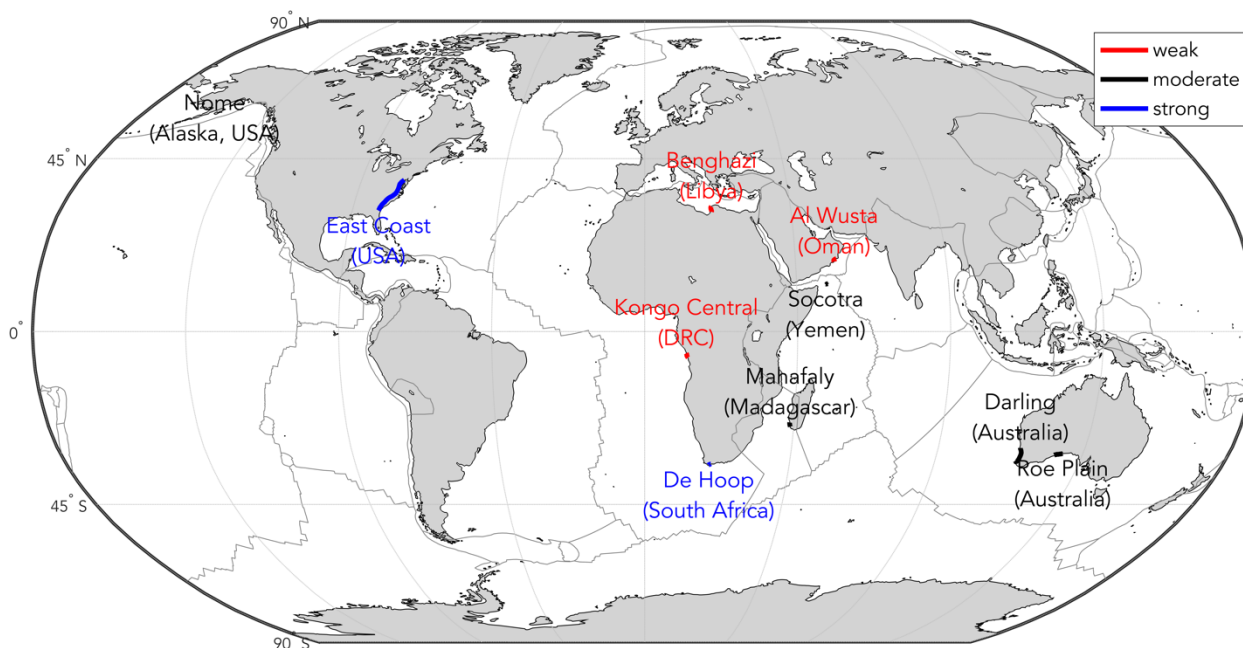 90° N
weak
moderate
strong
Nome
(Alaska, USA)
45° N
Benghazi
(Libya)
Al Wusta
(Oman)
East Coast
(USA)
Kongo Central
(DRC)
Socotra
(Yemen)
0°
Mahafaly
(Madagascar)
Darling
(Australia)
Roe Plain
(Australia)
De Hoop
(South Africa)
45° S
90° S